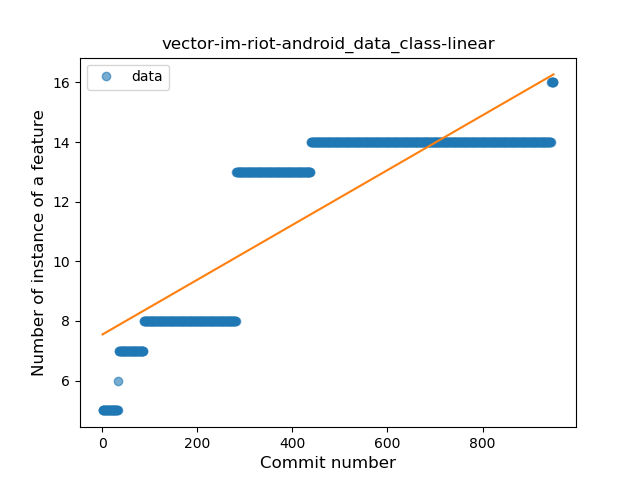 vector-im-riot-android_data_class-linear
data
Number of instance of a feature
16
14
12
10
8
6
0 200 400 600 800
Commit number